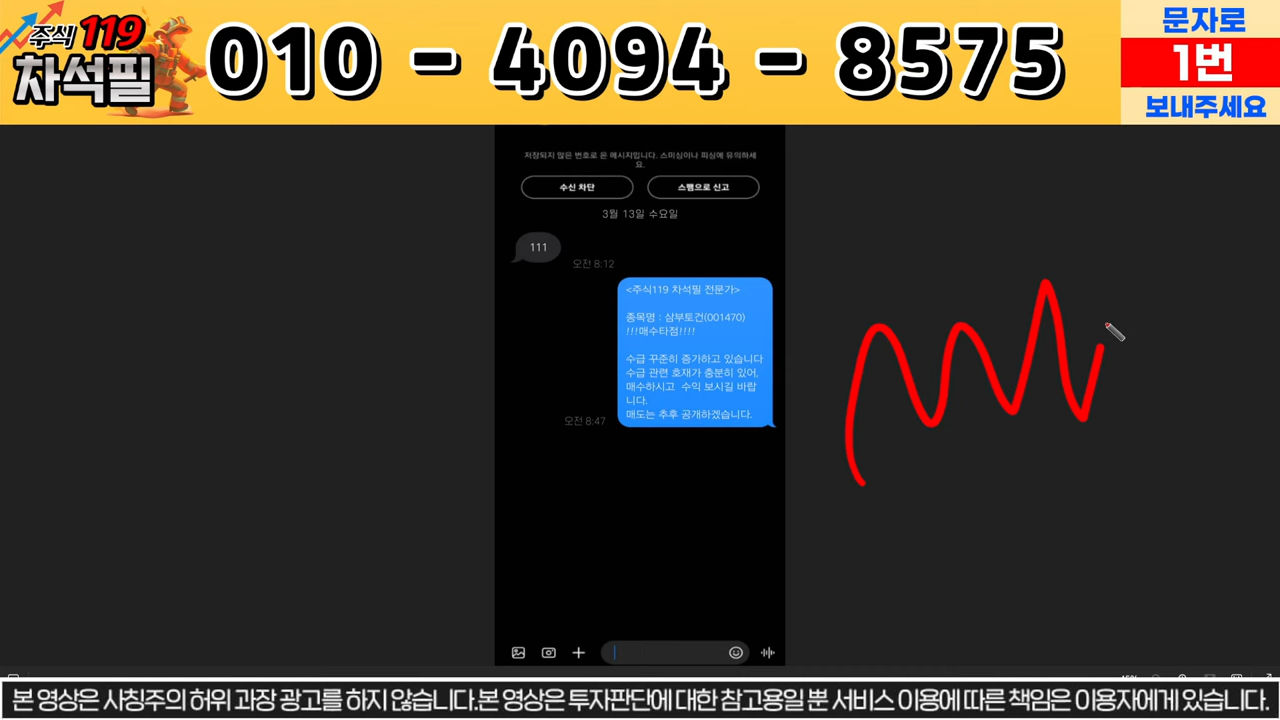 주식 119
차석필
010 - 4094 - 8575
문자로
1번
보내주세요
저장되지 않은 번호로 온 메시지입니다. 스미싱이나 피싱에 유의하세
요.
수신 차단
스팸으로 신고
3월 13일 수요일
111
오전 8:12
<주식119 차석필 전문가>
종목명 : 삼부토건(001470)
!!!매수타점!!!!
수급 꾸준히 증가하고 있습니다
수급 관련 호재가 충분히 있어,
매수하시고 수익 보시길 바랍
니다.
매도는 추후 공개하겠습니다.
오전 8:47
본 영상은 사칭주의 허위 과장 광고를 하지 않습니다.본 영상은 투자판단에 대한 참고용일 뿐 서비스 이용에 따른 책임은 이용자에게 있습니다.